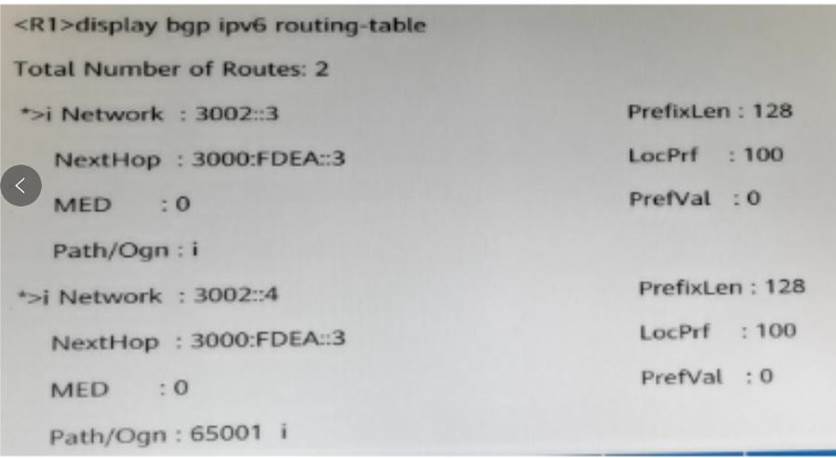 <R1>display bgp ipv6 routing-table
Total Number of Routes: 2
*>i Network : 3002::3 PrefixLen : 128
NextHop : 3000:FDEA::3 LocPrf : 100
MED : 0 PrefVal : 0
Path/Ogn : i
*>i Network : 3002::4 PrefixLen : 128
NextHop : 3000:FDEA::3 LocPrf : 100
MED : 0 PrefVal : 0
Path/Ogn : 65001 i